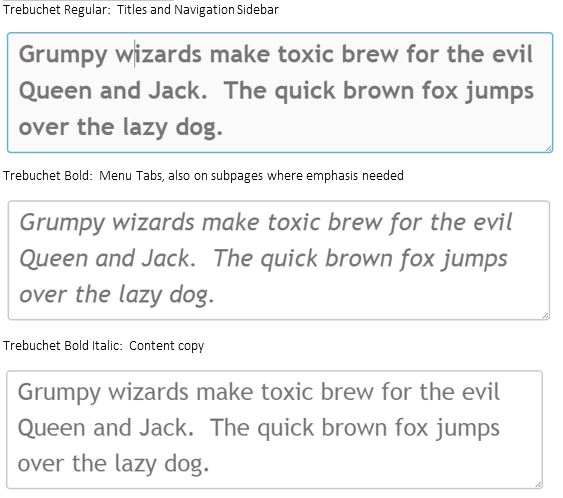 Trebuchet Regular:  Titles and Navigation Sidebar
Grumpy wizards make toxic brew for the evil
Queen and Jack.  The quick brown fox jumps
over the lazy dog.
Trebuchet Bold:  Menu Tabs, also on subpages where emphasis needed
Grumpy wizards make toxic brew for the evil
Queen and Jack.  The quick brown fox jumps
over the lazy dog.
Trebuchet Bold Italic:  Content copy
Grumpy wizards make toxic brew for the evil
Queen and Jack.  The quick brown fox jumps
over the lazy dog.